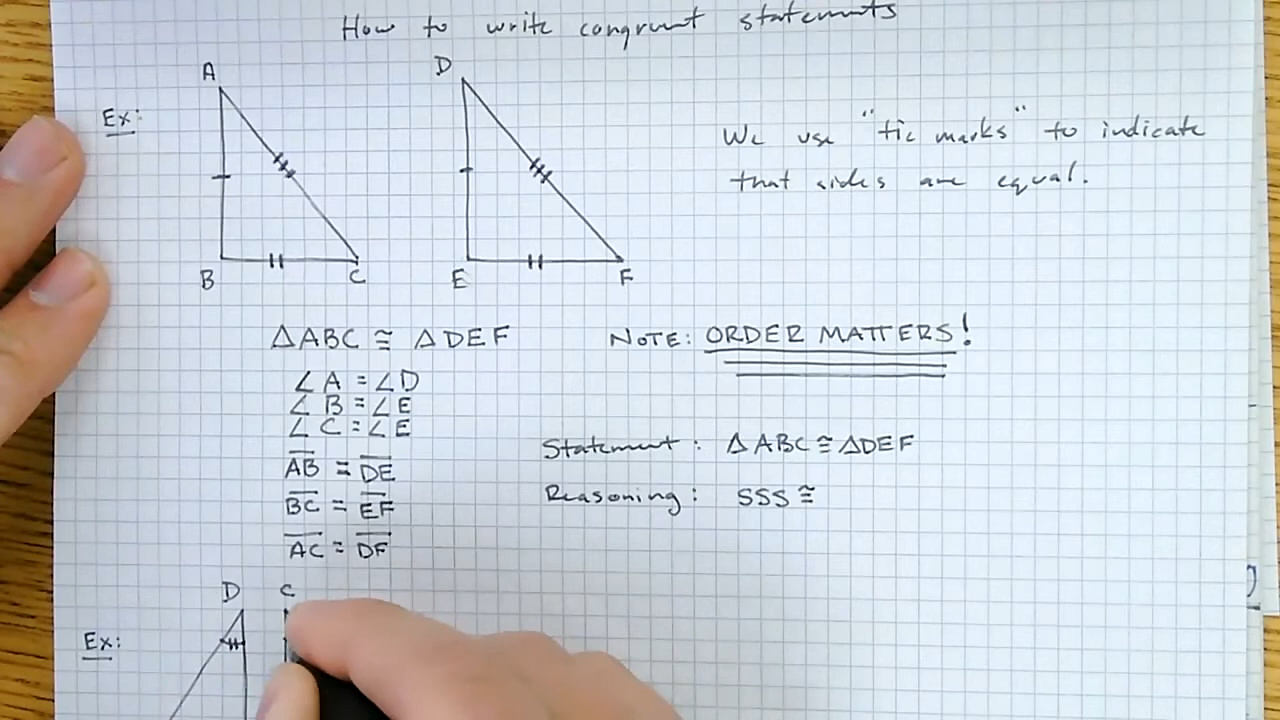 How to write congruent statements
A
D
Ex:
We use "tic marks" to indicate
that sides are equal.
B
C
E
F
△ABC ≅ △DEF
NOTE: ORDER MATTERS!
∠A = ∠D
∠B = ∠E
∠C = ∠E
Statement: △ABC ≅ △DEF
AB = DE
Reasoning: SSS ≅
BC = EF
AC = DF
D
C
Ex: